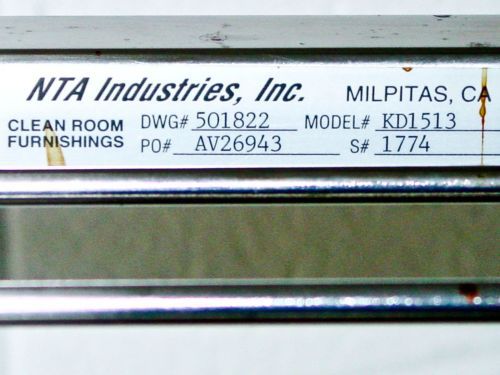 NTA Industries, Inc. MILPITAS, CA
CLEAN ROOM DWG# 501822 MODEL# KD1513
FURNISHINGS PO# AV26943 S# 1774